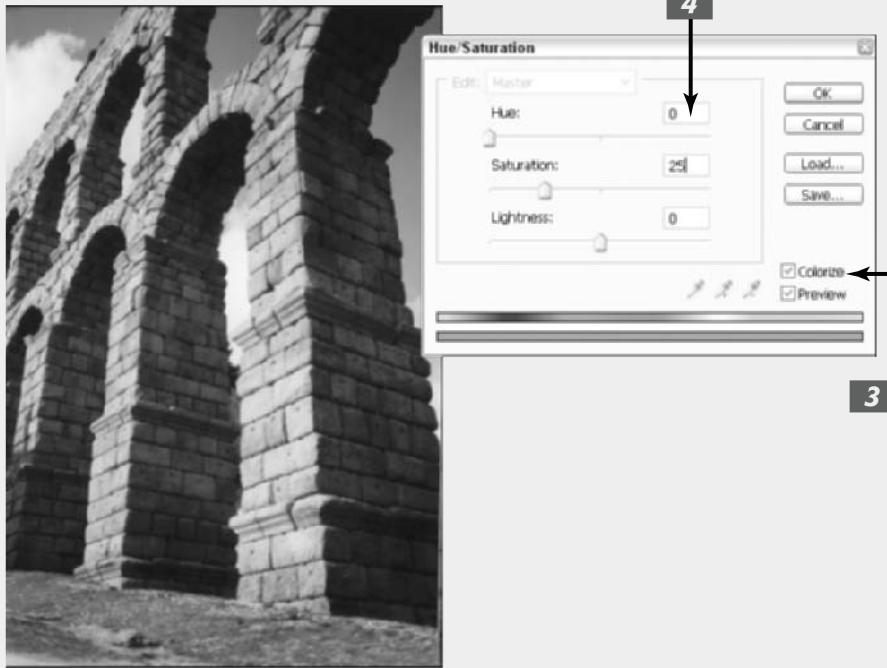 4
Hue/Saturation
Edit: Master
OK
Hue: 0
Cancel
Saturation: 25
Load...
Save...
Lightness: 0
Colorize
Preview
3